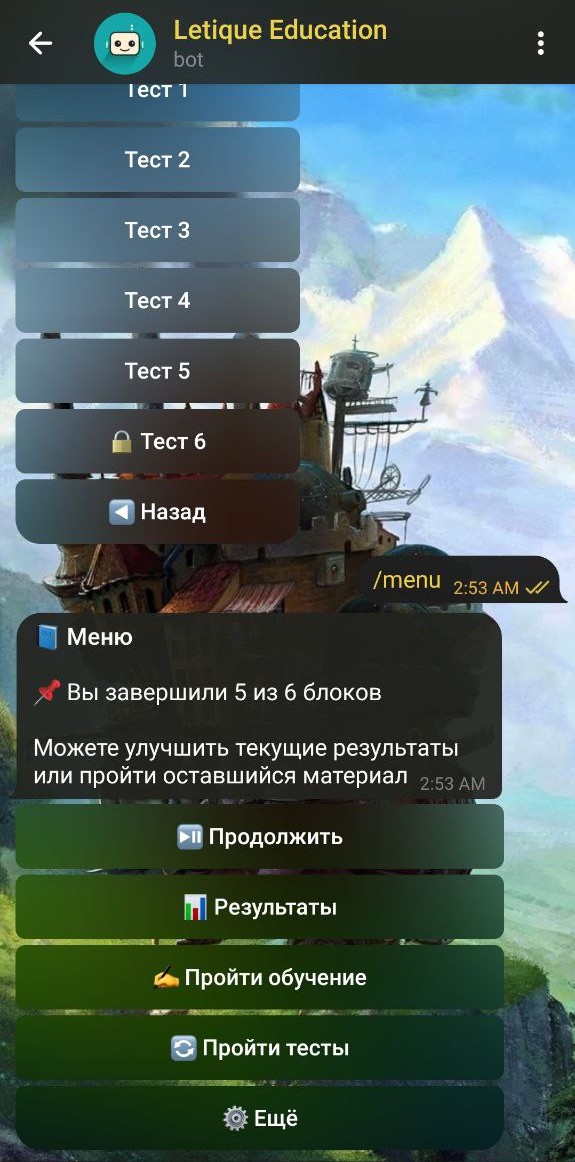 Letique Education
bot
Тест 1
Тест 2
Тест 3
Тест 4
Тест 5
🔒 Тест 6
◀️ Назад
/menu 2:53 AM
📘 Меню
📌 Вы завершили 5 из 6 блоков
Можете улучшить текущие результаты
или пройти оставшийся материал 2:53 AM
⏯ Продолжить
📊 Результаты
✍️ Пройти обучение
🔄 Пройти тесты
⚙️ Ещё